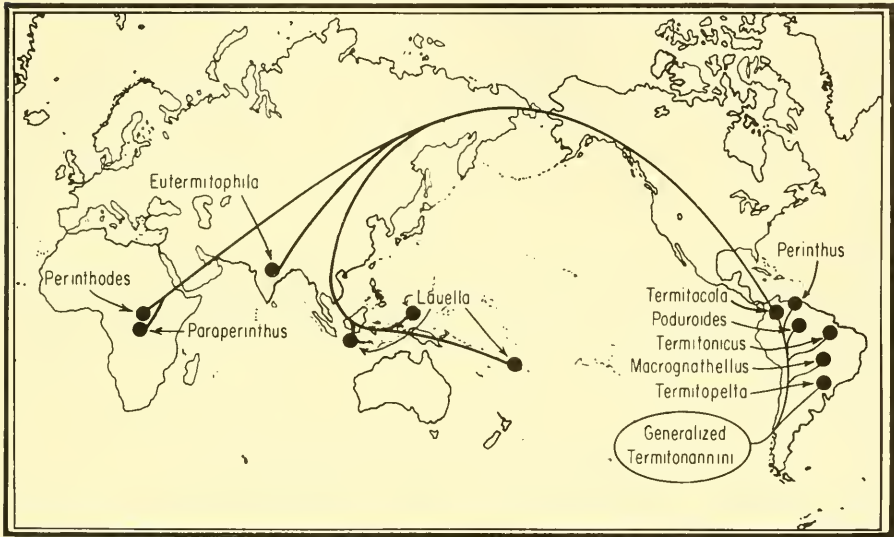 Eutermitophila
Perinthodes
Paraperinthus
Lauella
Perinthus
Termitocola
Poduroides
Termitonicus
Macrognathellus
Termitopelta
Generalized
Termitonannini